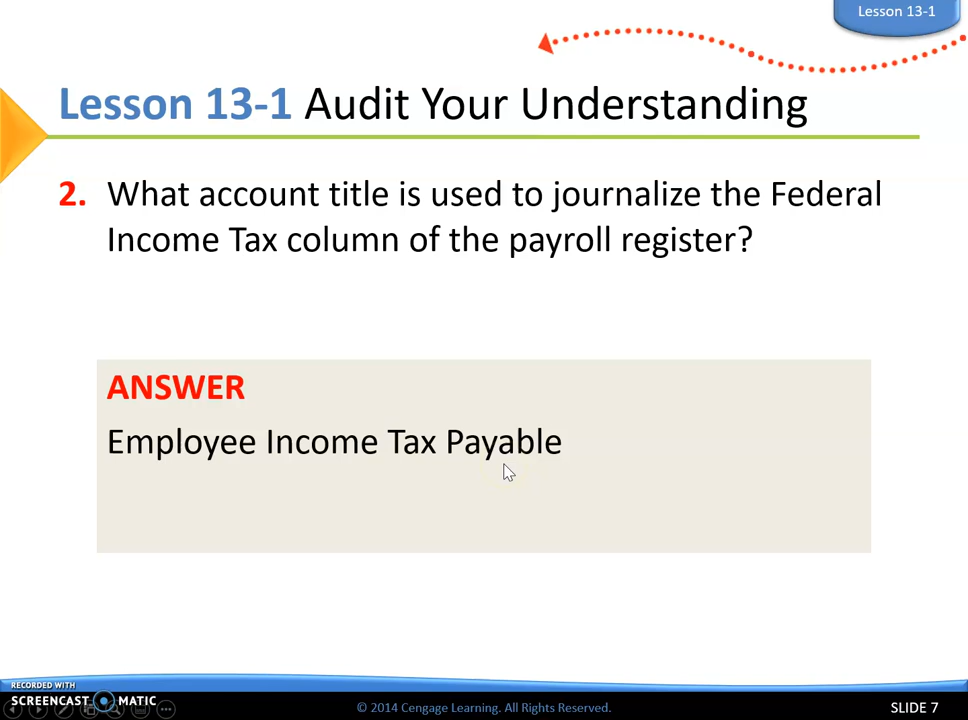 Lesson 13-1
Lesson 13-1 Audit Your Understanding
2. What account title is used to journalize the Federal
Income Tax column of the payroll register?
ANSWER
Employee Income Tax Payable
RECORDED WITH
SCREENCAST MATIC
© 2014 Cengage Learning. All Rights Reserved.
SLIDE 7